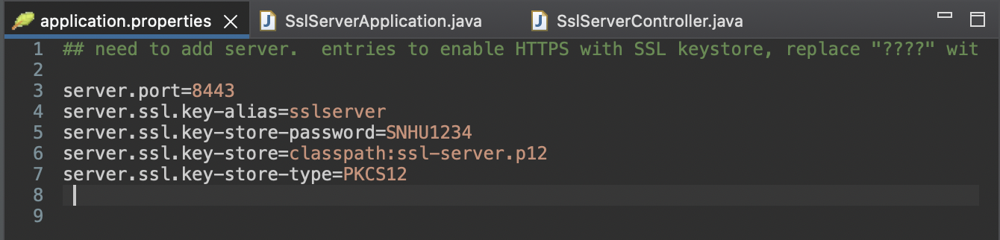 application.properties SslServerApplication.java SslServerController.java
1 ## need to add server.  entries to enable HTTPS with SSL keystore, replace "????" wit
2
3 server.port=8443
4 server.ssl.key-alias=sslserver
5 server.ssl.key-store-password=SNHU1234
6 server.ssl.key-store=classpath:ssl-server.p12
7 server.ssl.key-store-type=PKCS12
8
9